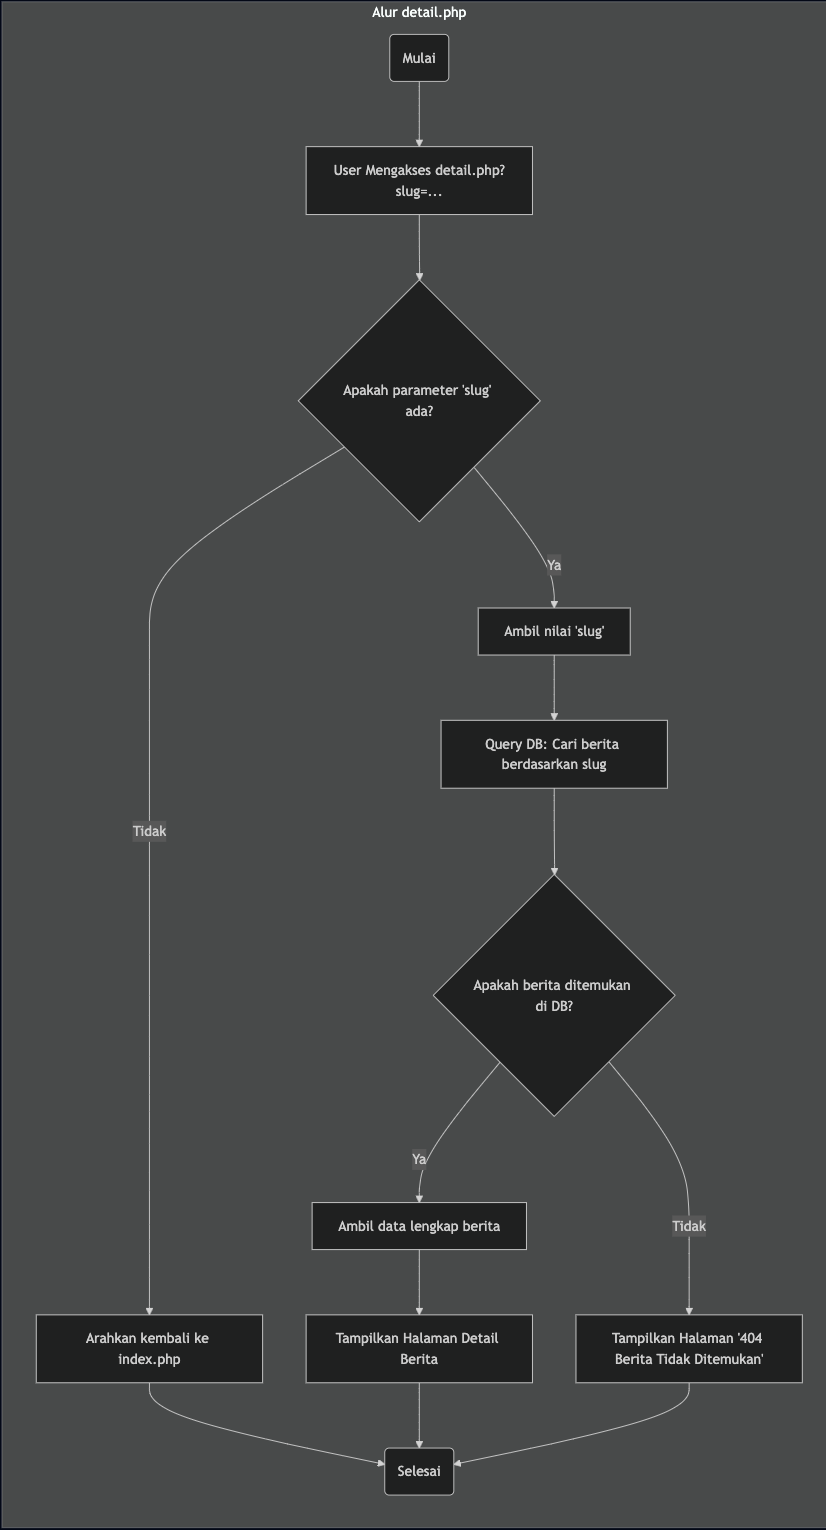 Alur detail.php
Mulai
User Mengakses detail.php?
slug=...
Apakah parameter 'slug'
ada?
Ya
Ambil nilai 'slug'
Query DB: Cari berita
berdasarkan slug
Tidak
Apakah berita ditemukan
di DB?
Ya
Ambil data lengkap berita
Tidak
Arahkan kembali ke
index.php
Tampilkan Halaman Detail
Berita
Tampilkan Halaman '404
Berita Tidak Ditemukan'
Selesai